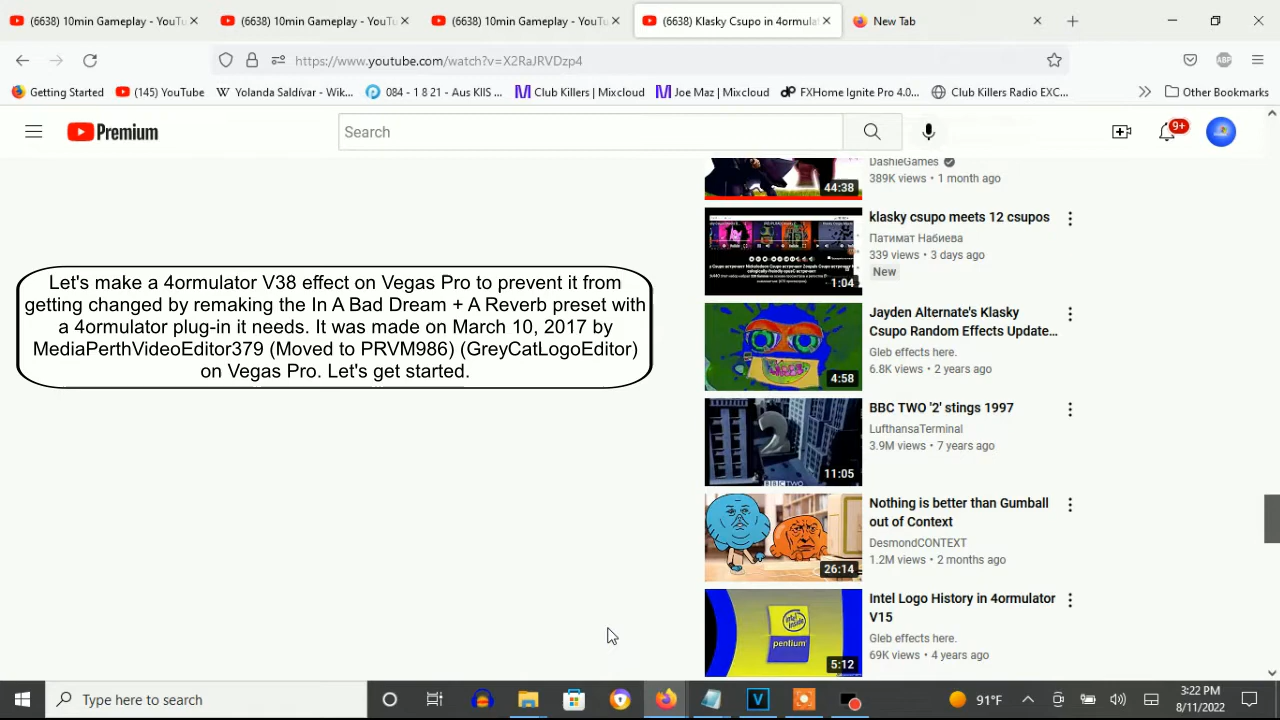 (6638) 10min Gameplay - YouTu
(6638) 10min Gameplay - YouTu
(6638) 10min Gameplay - YouTu
(6638) Klasky Csupo in 4ormulat
New Tab
https://www.youtube.com/watch?v=X2RaJRVDzp4
ABP
Getting Started
(145) YouTube
Yolanda Saldívar - Wik...
084 - 1 8 21 - Aus KIIS ...
Club Killers | Mixcloud
Joe Maz | Mixcloud
FXHome Ignite Pro 4.0...
Club Killers Radio EXC...
Other Bookmarks
Premium
Search
9+
DashieGames
389K views • 1 month ago
44:38
klasky csupo meets 12 csupos
Патимат Набиева
339 views • 3 days ago
New
1:04
Let's make a 4ormulator V38 effect on Vegas Pro to prevent it from
getting changed by remaking the In A Bad Dream + A Reverb preset with
a 4ormulator plug-in it needs. It was made on March 10, 2017 by
MediaPerthVideoEditor379 (Moved to PRVM986) (GreyCatLogoEditor)
on Vegas Pro. Let's get started.
Jayden Alternate's Klasky
Csupo Random Effects Update...
Gleb effects here.
6.8K views • 2 years ago
4:58
BBC TWO '2' stings 1997
LufthansaTerminal
3.9M views • 7 years ago
11:05
BBC TWO
Nothing is better than Gumball
out of Context
DesmondCONTEXT
1.2M views • 2 months ago
26:14
Intel Logo History in 4ormulator
V15
Gleb effects here.
69K views • 4 years ago
5:12
intel inside
pentium
Type here to search
91°F
3:22 PM
8/11/2022